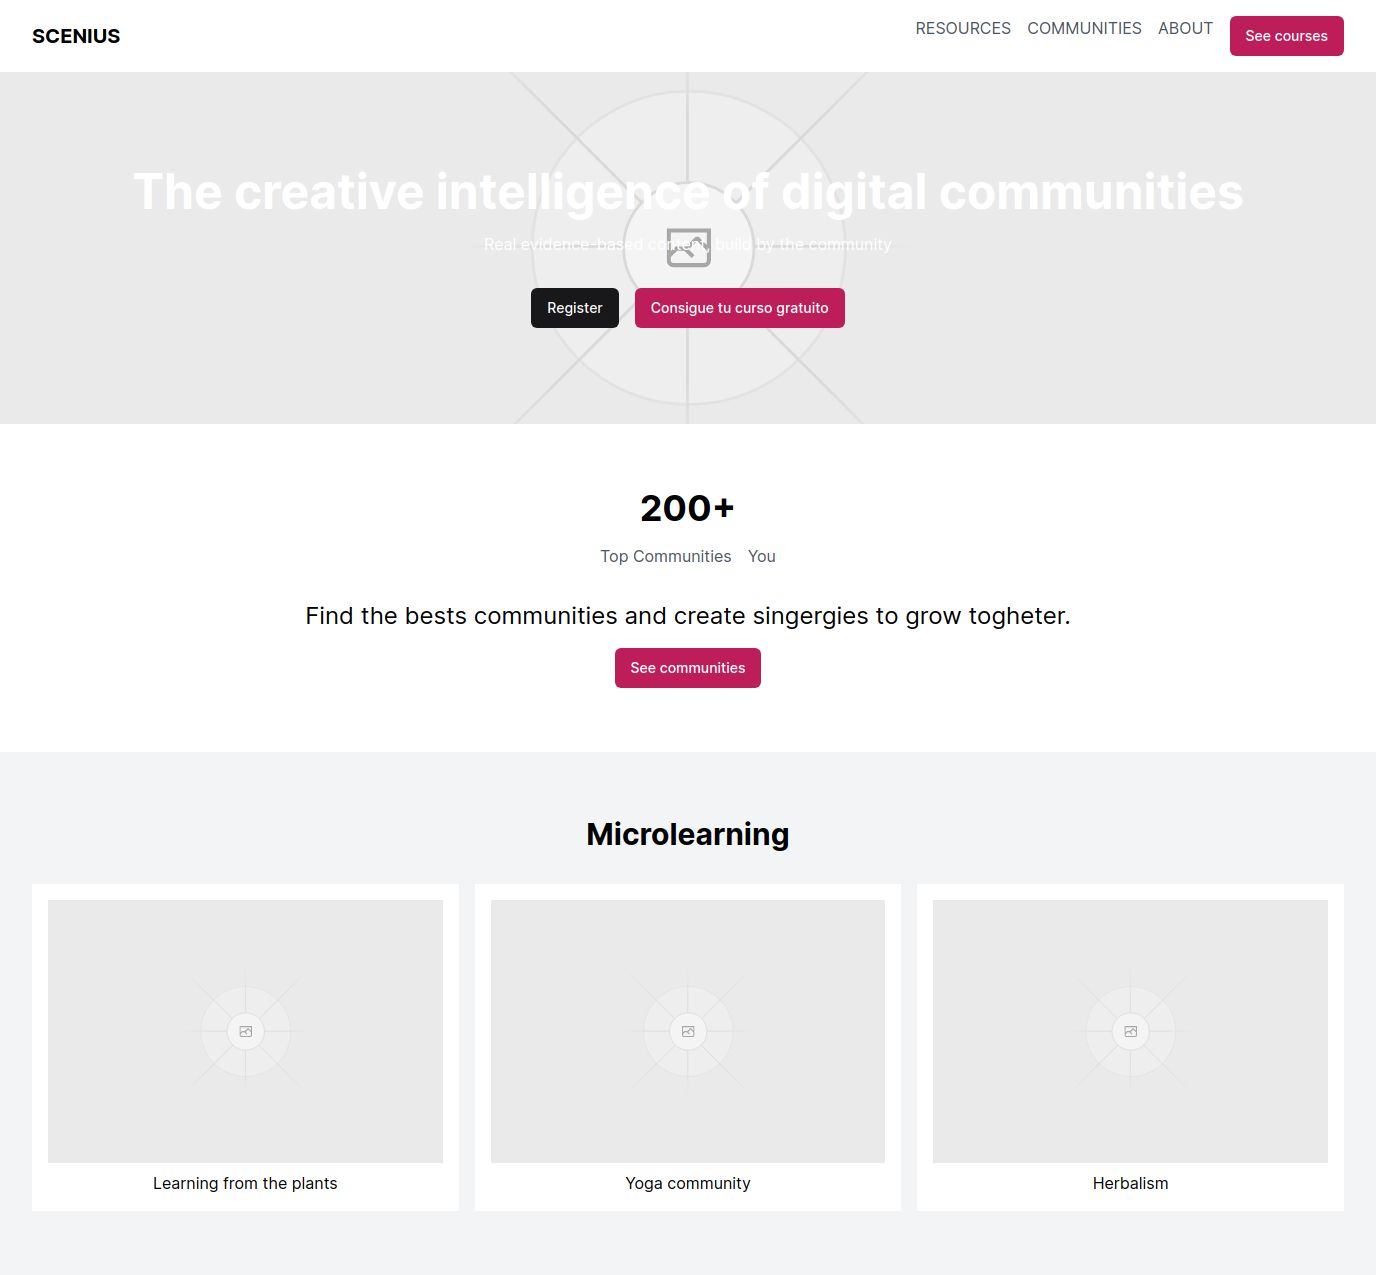 SCENIUS
RESOURCES COMMUNITIES ABOUT See courses
The creative intelligence of digital communities
Real evidence-based content, build by the community
Register Consigue tu curso gratuito
200+
Top Communities You
Find the bests communities and create singergies to grow togheter.
See communities
Microlearning
Learning from the plants
Yoga community
Herbalism